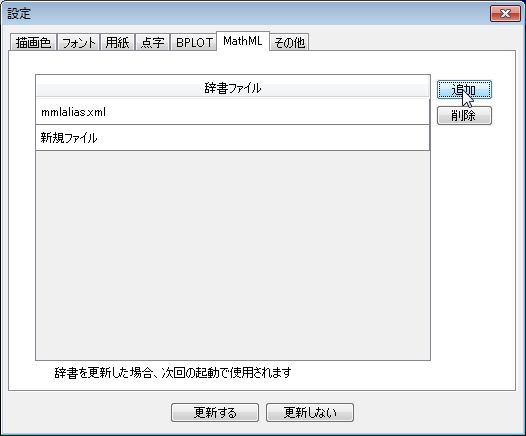 設定
描画色 フォント 用紙 点字 BPLOT MathML その他
辞書ファイル
追加
mmlalias.xml
削除
新規ファイル
辞書を更新した場合、次回の起動で使用されます
更新する 更新しない